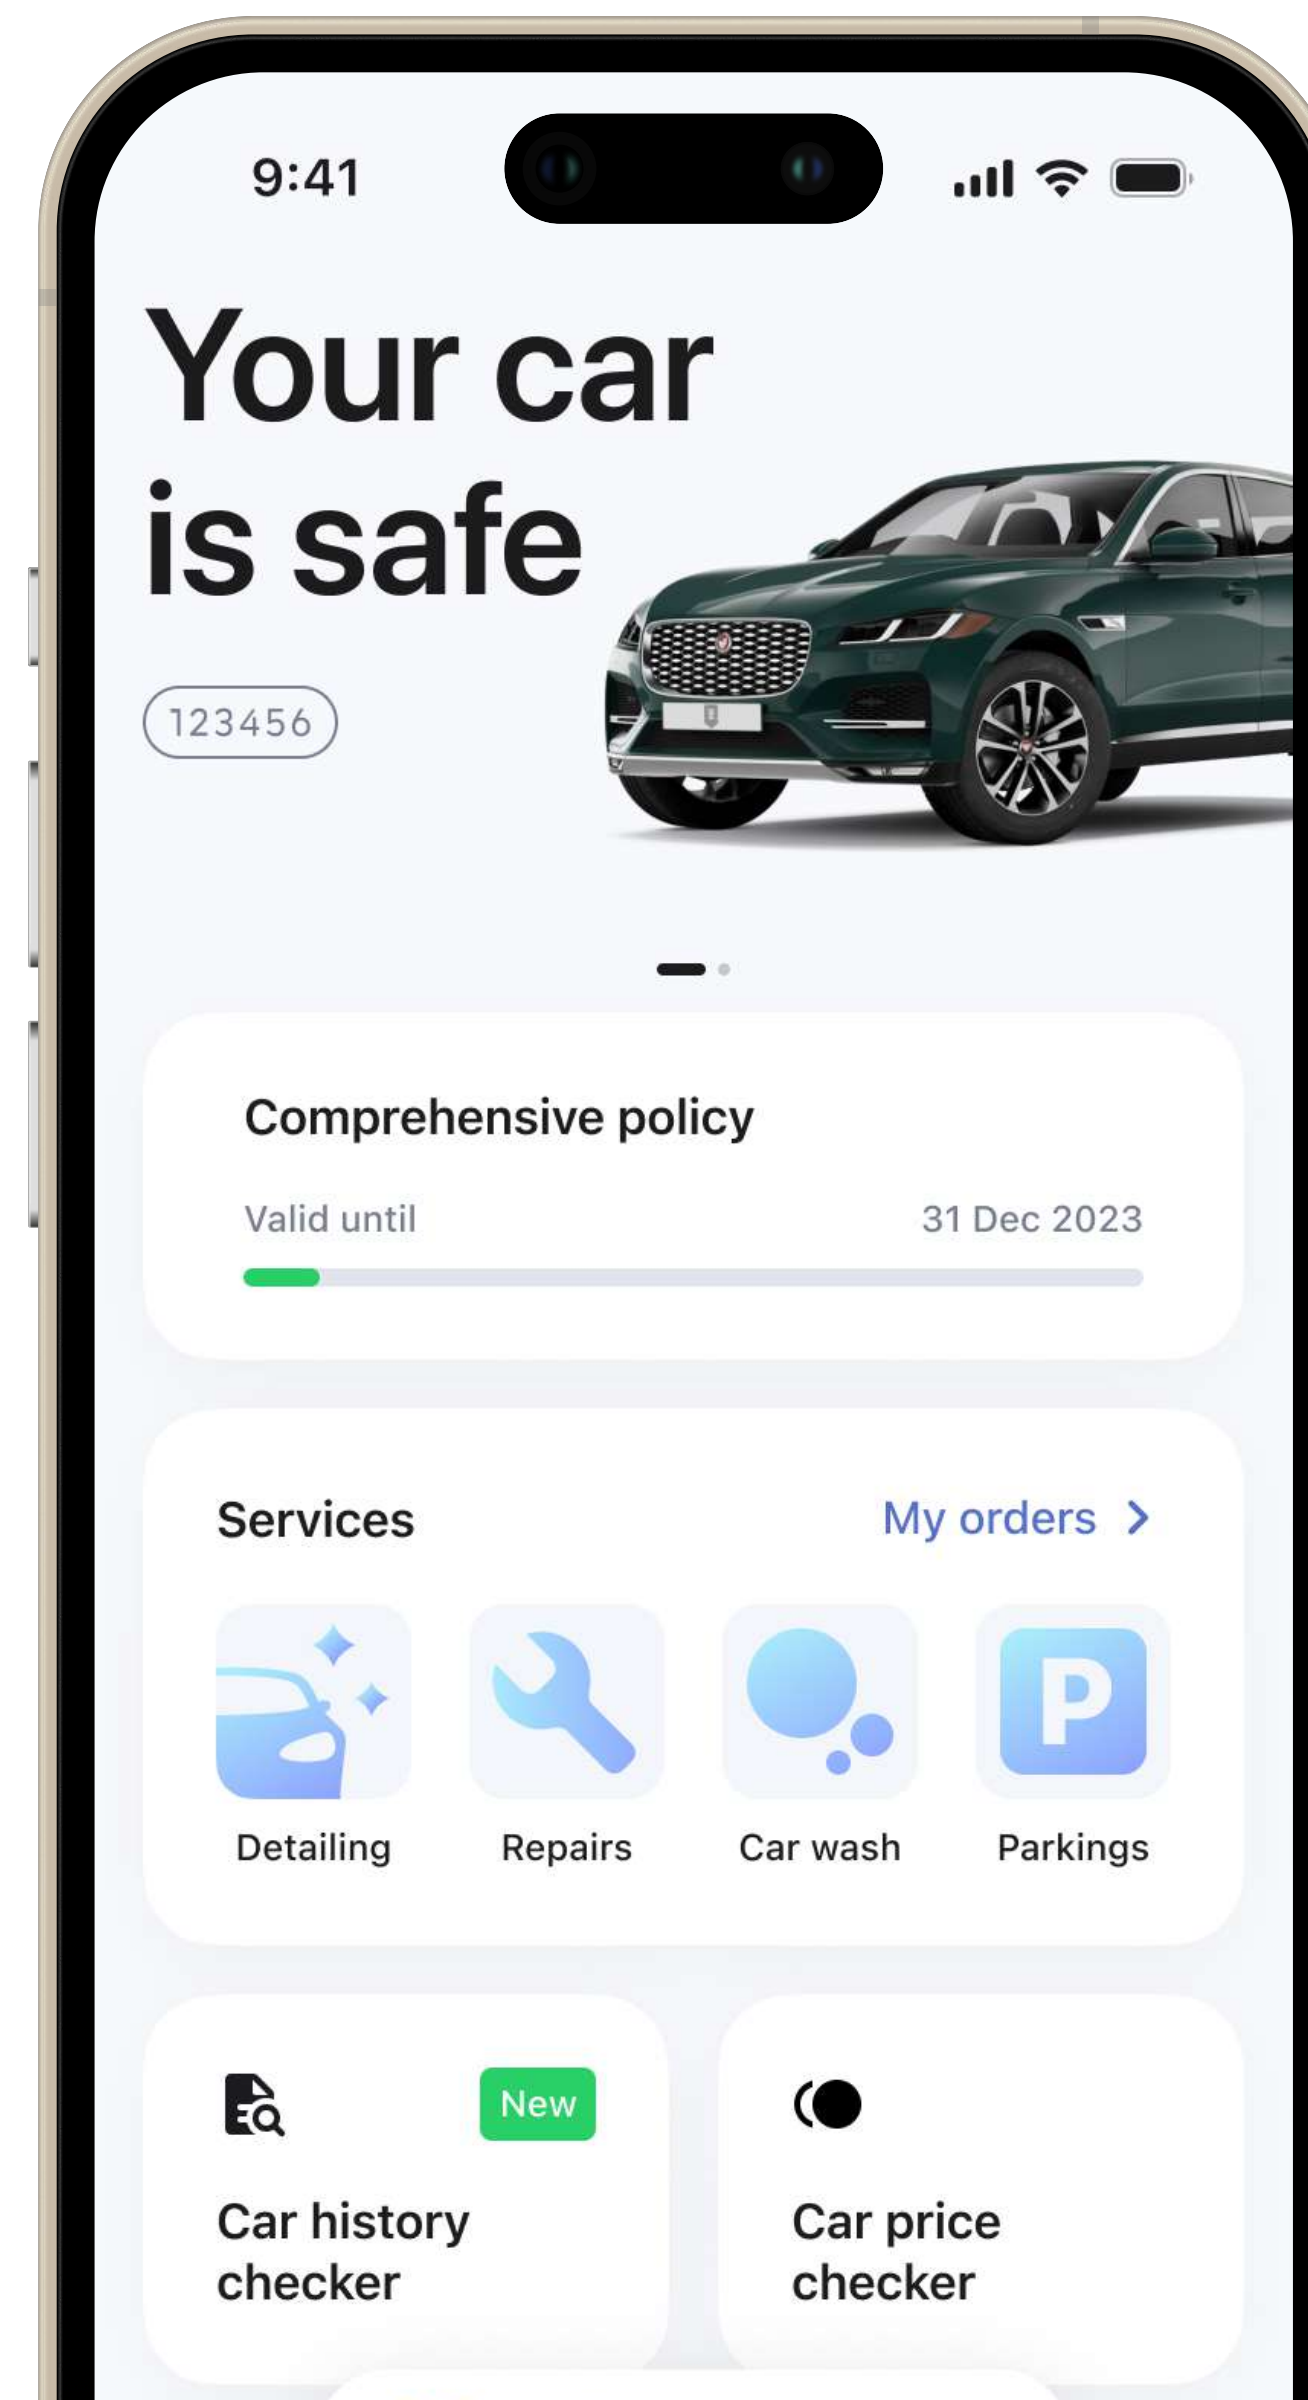 9:41
Your car
is safe
123456
Comprehensive policy
Valid until 31 Dec 2023
Services My orders
P
Detailing Repairs Car wash Parkings
New
Car history Car price
checker checker